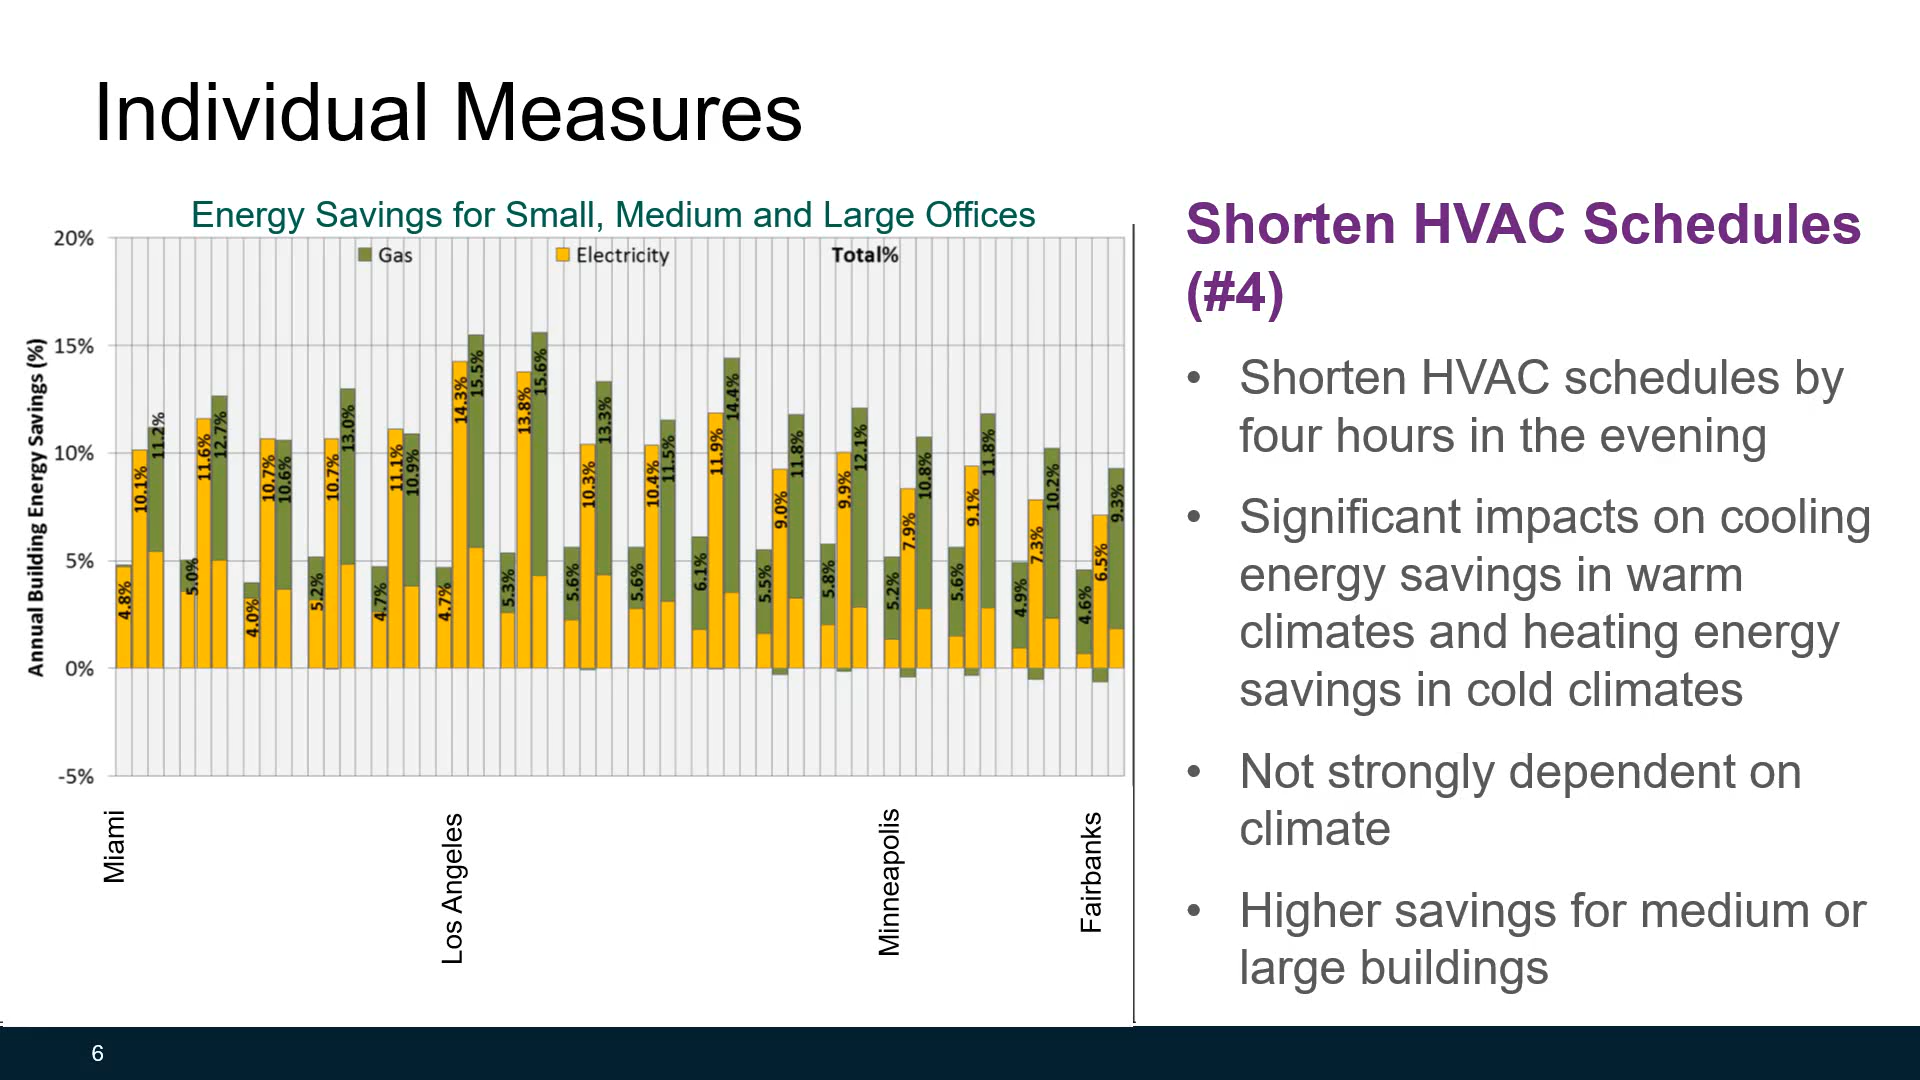 Individual Measures
Energy Savings for Small, Medium and Large Offices
Gas
Electricity
Total%
Annual Building Energy Savings (%)
20%
15%
10%
5%
0%
-5%
4.8%
10.1%
11.2%
5.0%
11.6%
12.7%
4.0%
10.7%
10.6%
5.2%
10.7%
13.0%
4.7%
11.1%
10.9%
4.7%
14.3%
15.5%
5.3%
13.8%
15.6%
5.6%
10.3%
13.3%
5.6%
10.4%
11.5%
6.1%
11.9%
14.4%
5.5%
9.0%
11.8%
5.8%
9.9%
12.1%
5.2%
7.9%
10.8%
5.6%
9.1%
11.8%
4.9%
7.3%
10.2%
4.6%
6.5%
9.3%
Miami
Los Angeles
Minneapolis
Fairbanks
Shorten HVAC Schedules
(#4)
• Shorten HVAC schedules by
four hours in the evening
• Significant impacts on cooling
energy savings in warm
climates and heating energy
savings in cold climates
• Not strongly dependent on
climate
• Higher savings for medium or
large buildings
6